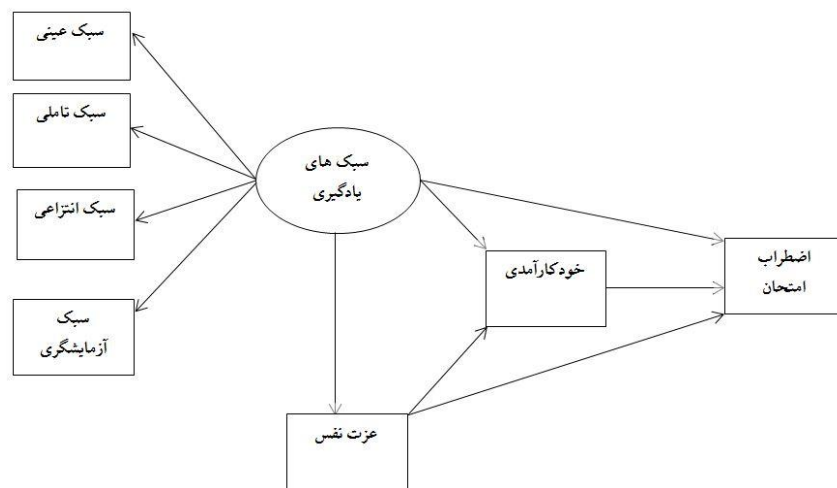 سبک عینی
سبک تاملی
سبک انتزاعی
سبک
آزمایشگری
سبک های
یادگیری
خودکارآمدی
اضطراب
امتحان
عزت نفس